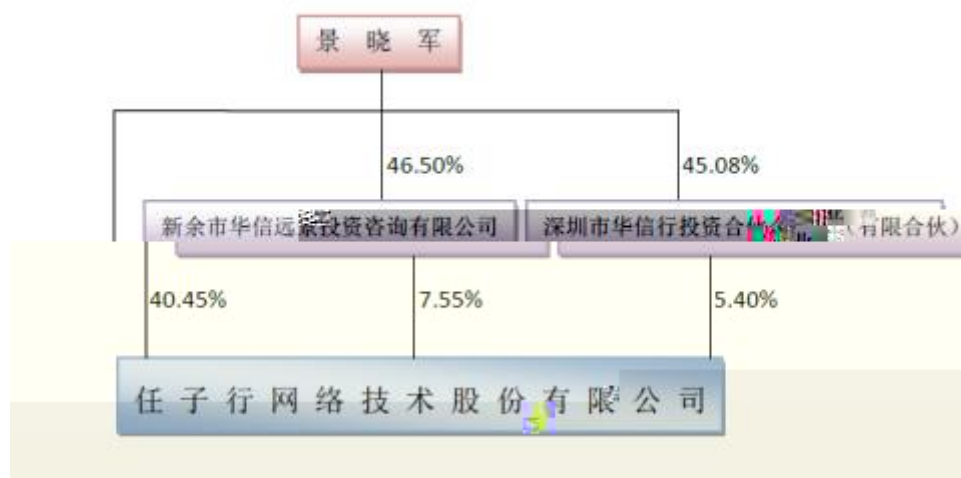 景晓军
46.50%
45.08%
新余市华信远景投资咨询有限公司
深圳市华信行投资合伙 (有限合伙)
40.45%
7.55%
5.40%
任子行网络技术股份有限公司